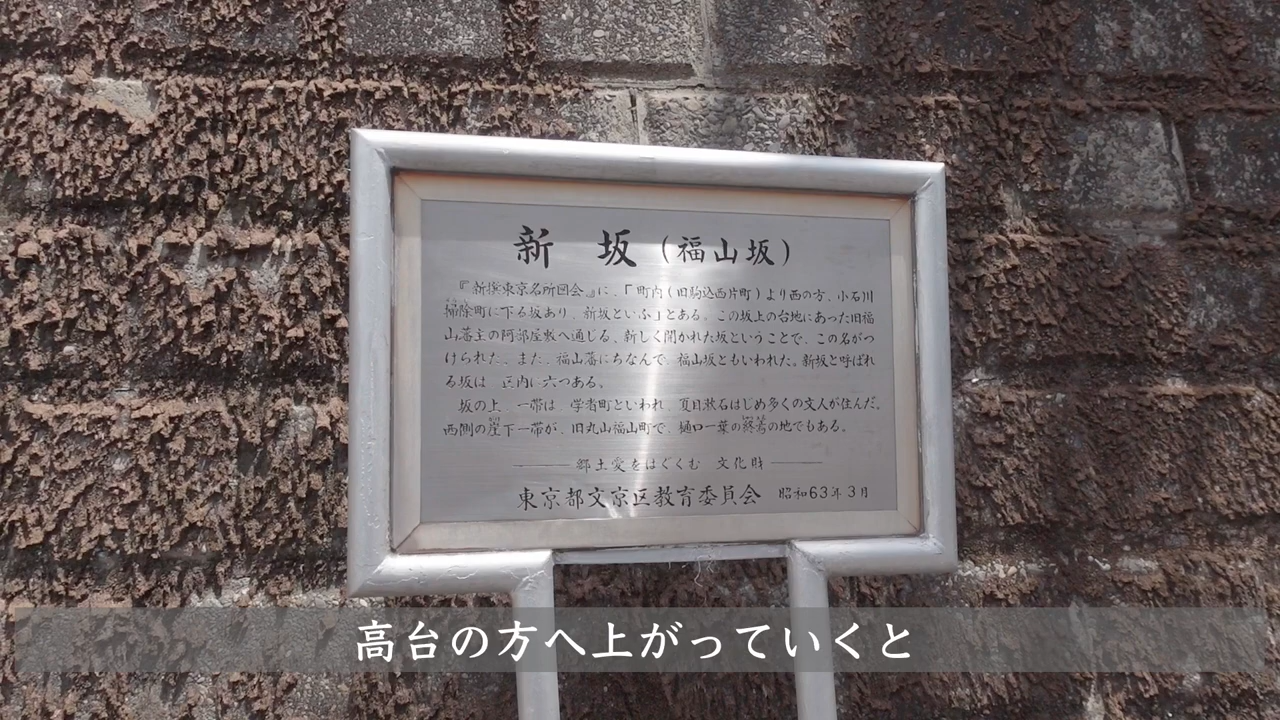 新 坂 (福山坂)
『新撰東京名所図会』に、「町内(旧駒込西片町)より西の方、小石川
掃除町に下る坂あり、新坂といふ」とある。この坂上の台地にあった旧福
山藩主の阿部屋敷へ通じる、新しく開かれた坂ということで、この名がつ
けられた。また、福山藩にちなんで、福山坂ともいわれた。新坂と呼ばれ
る坂は 区内に六つある。
坂の上 一帯は、学者町といわれ、夏目漱石はじめ多くの文人が住んだ。
西側の崖下一帯が、旧丸山福山町で、樋口一葉の終焉の地でもある。
郷土愛をはぐくむ 文化財
東京都文京区教育委員会 昭和63年3月
高台の方へ上がっていくと